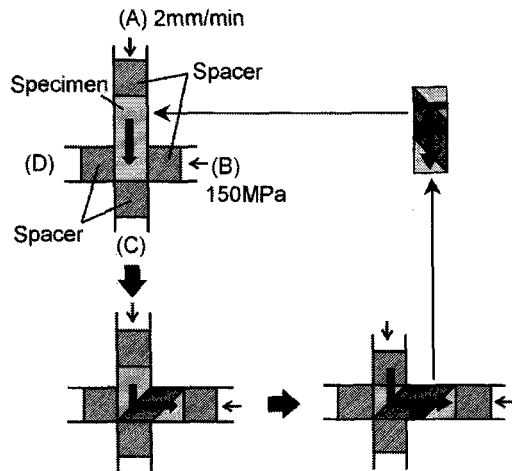 (A) 2mm/min
Specimen
Spacer
(D)
(B)
150MPa
Spacer
(C)